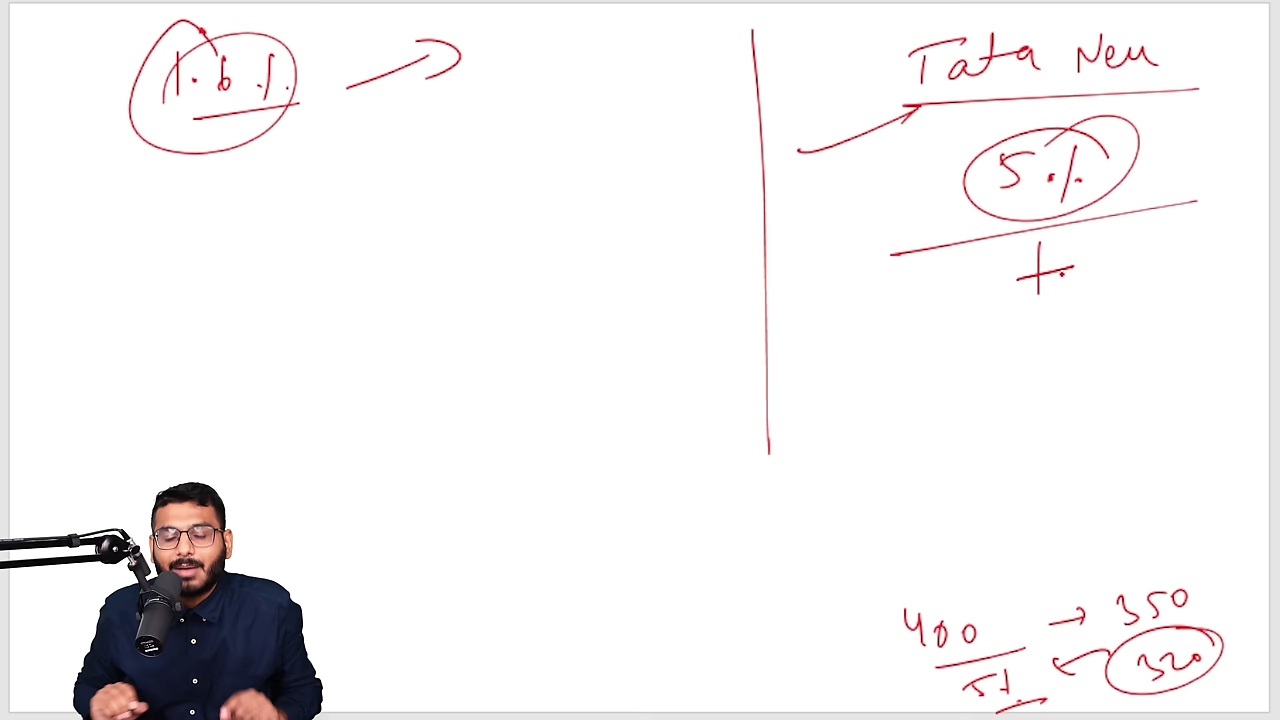 1.6%.
Tata Neu
5%
+
400 → 350
5% 320